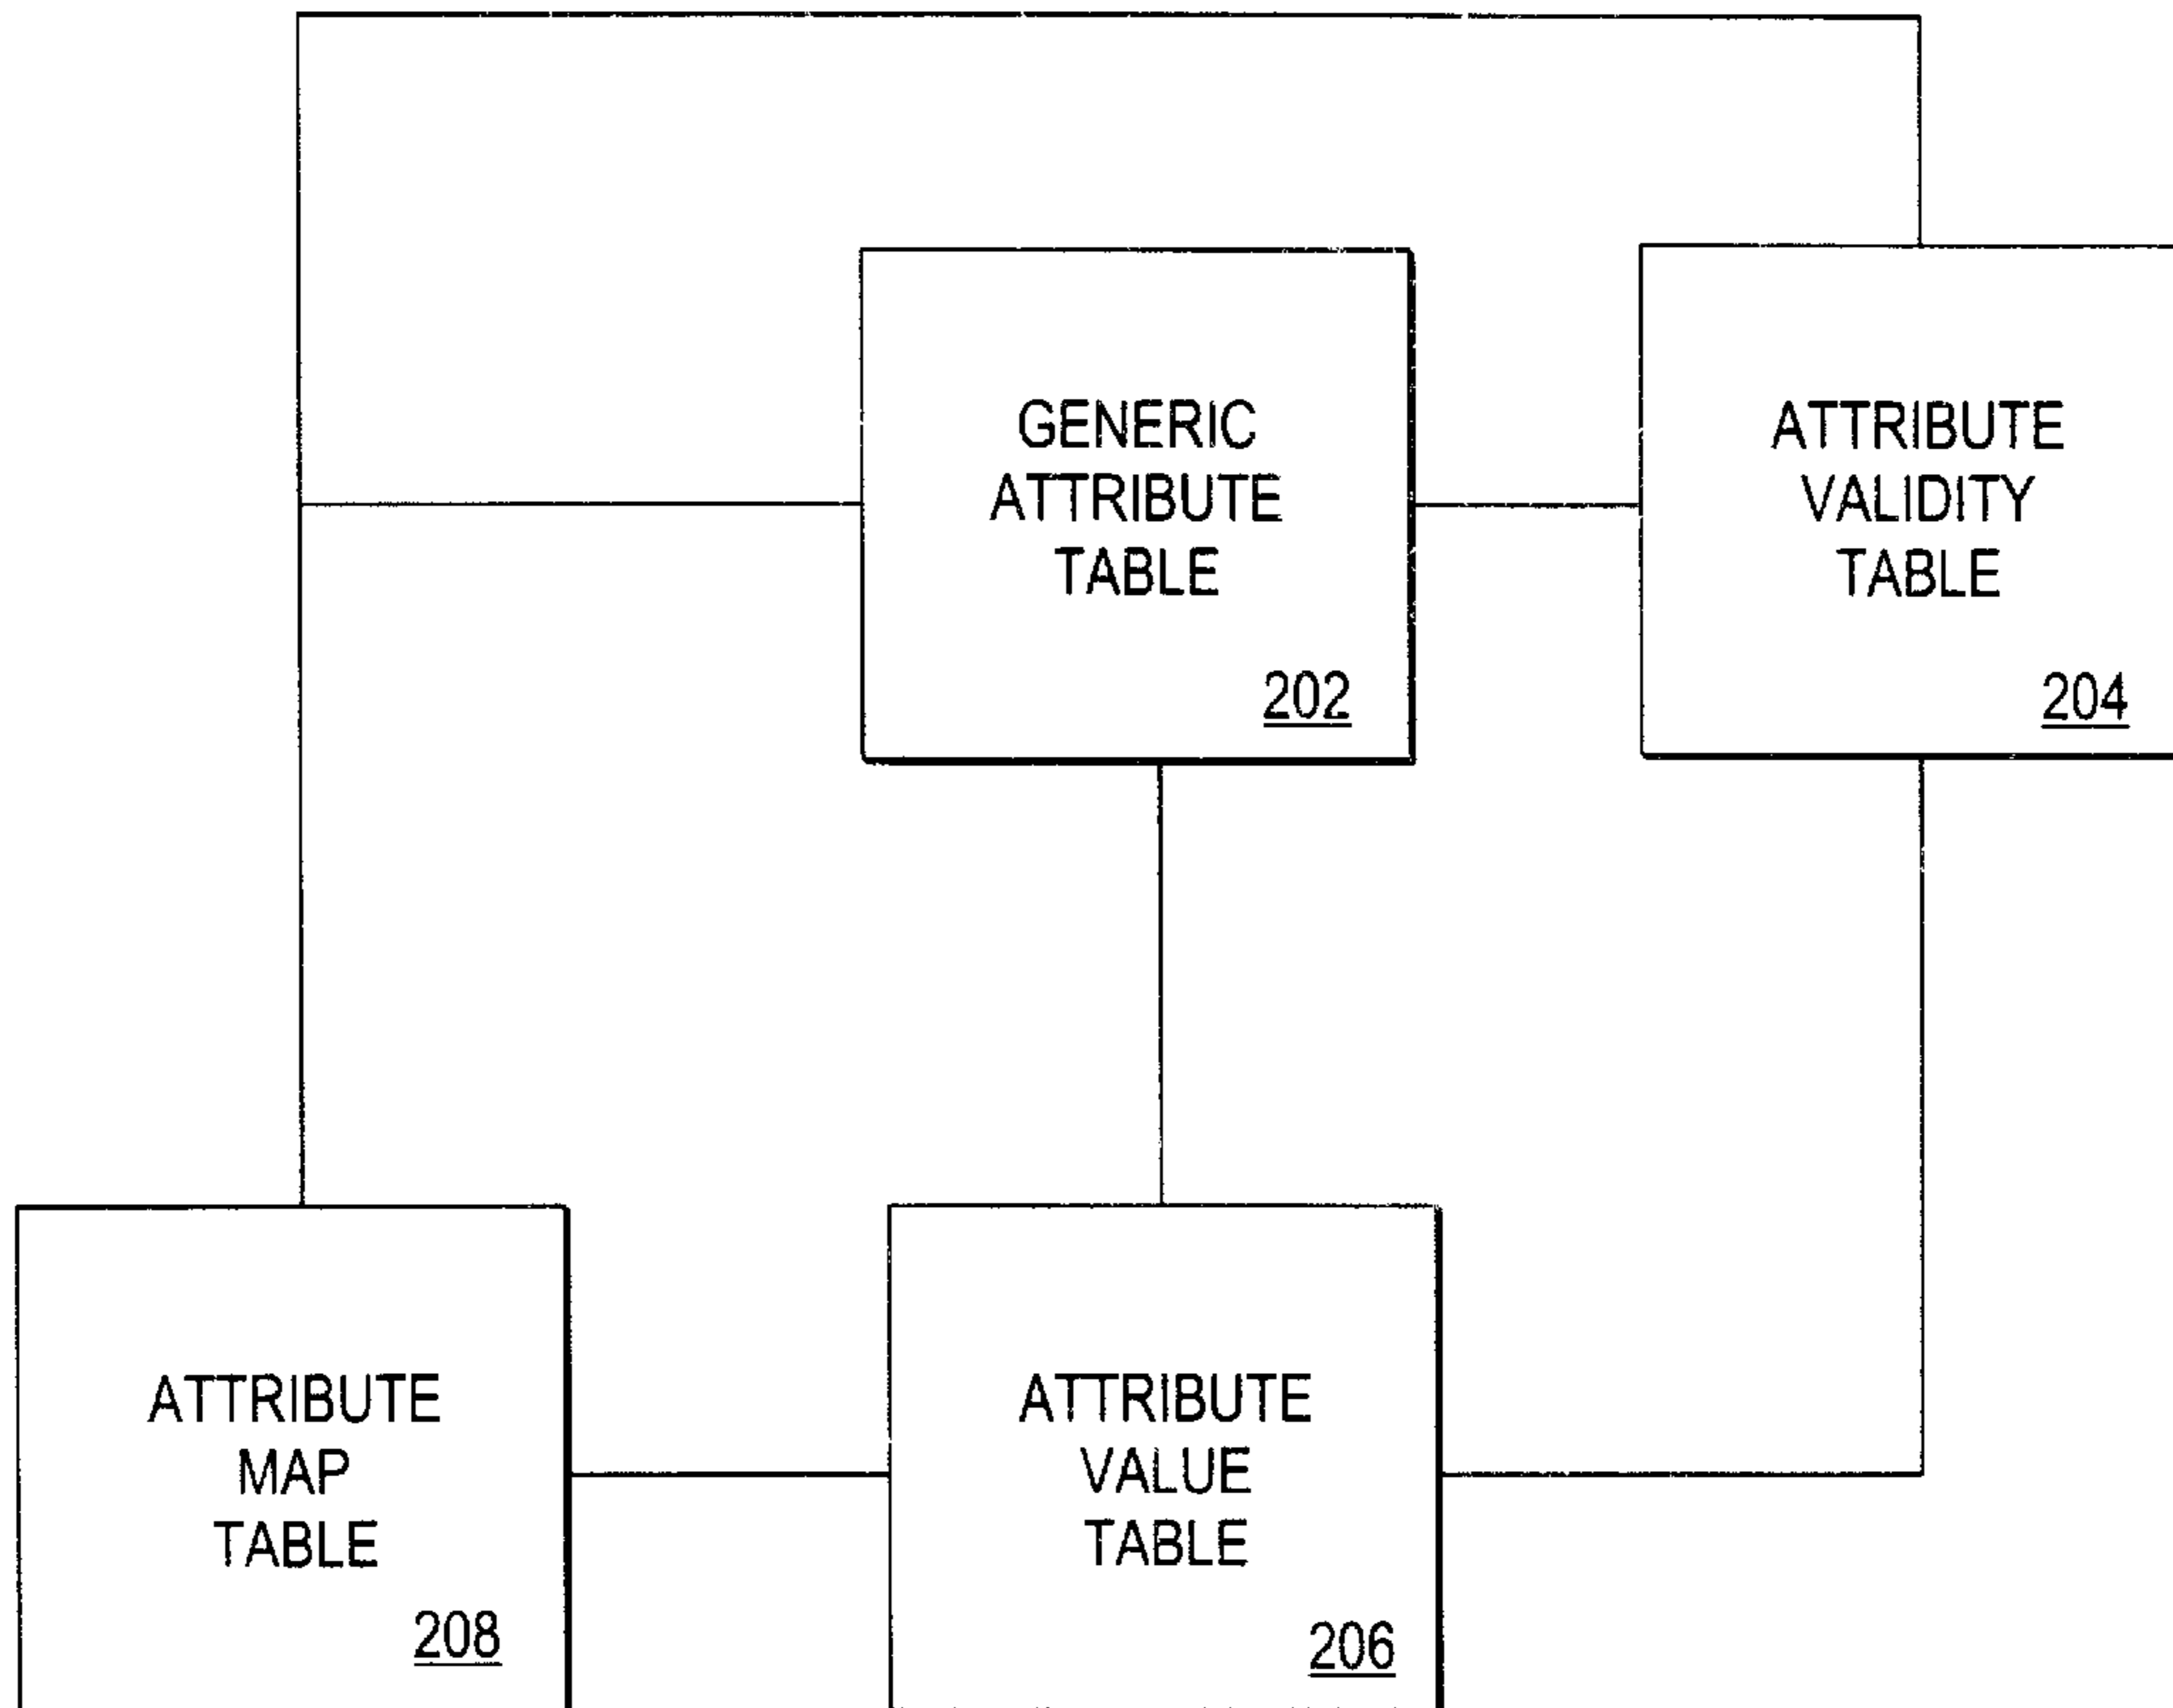 GENERIC
ATTRIBUTE
TABLE
202
ATTRIBUTE
VALIDITY
TABLE
204
ATTRIBUTE
MAP
TABLE
208
ATTRIBUTE
VALUE
TABLE
206